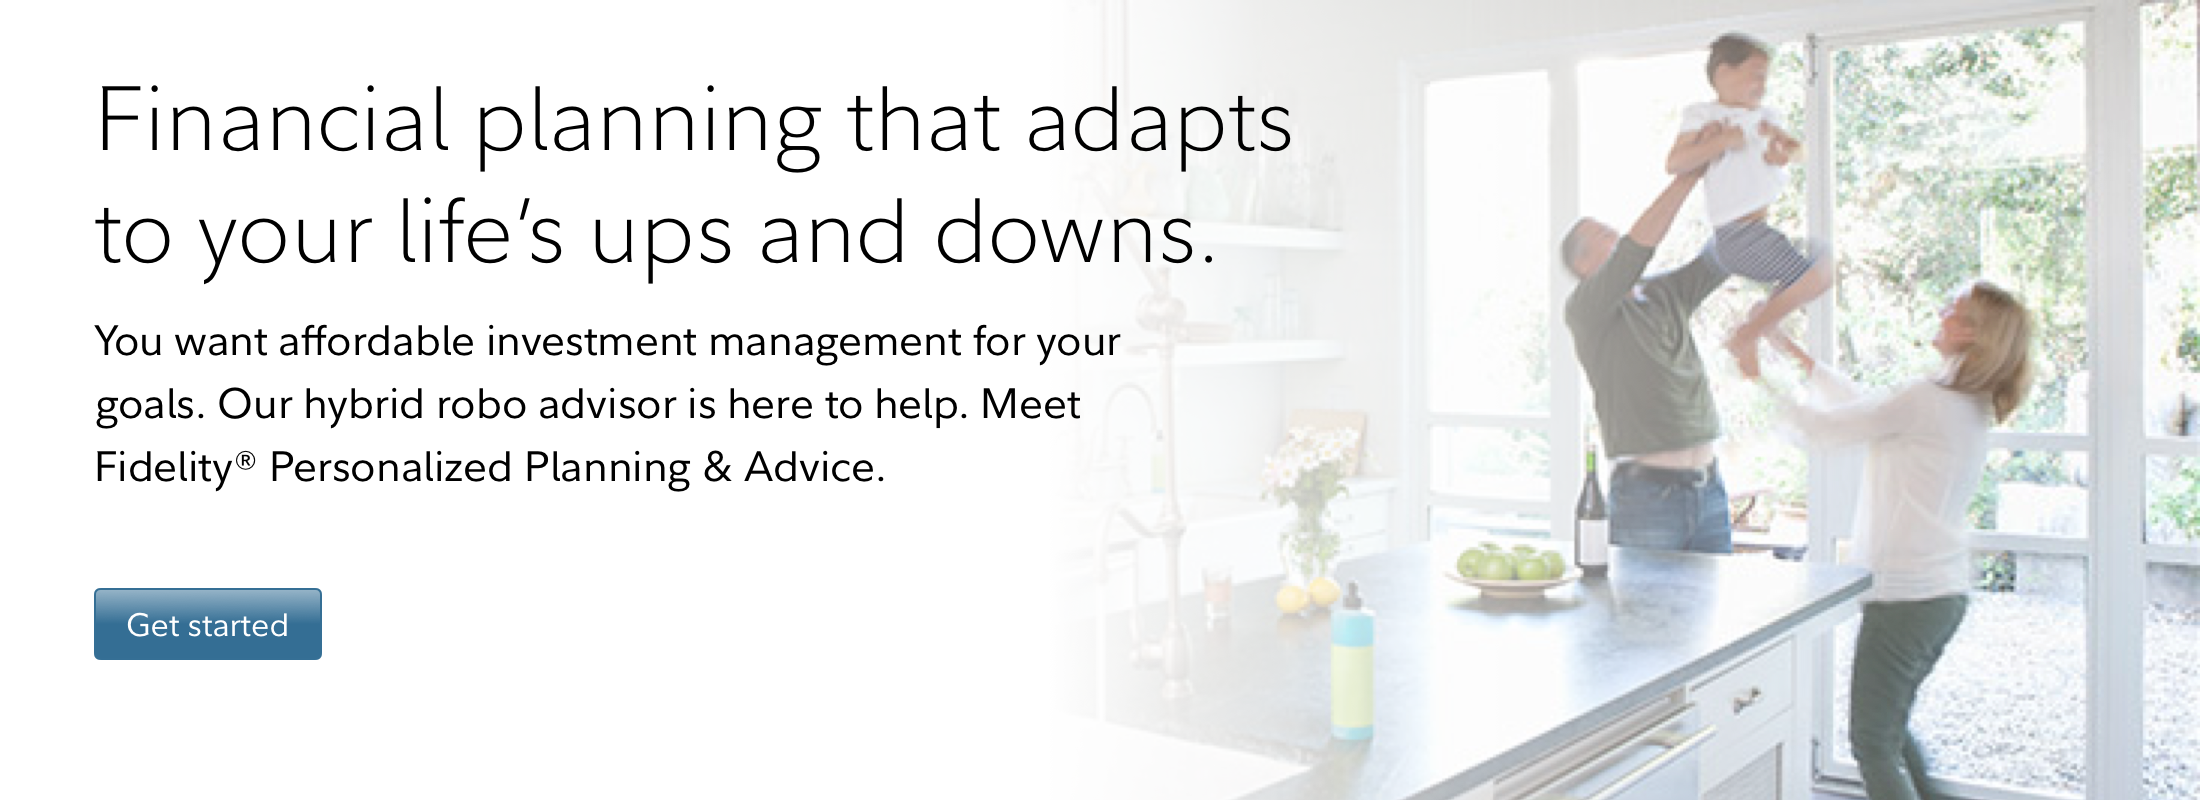 Financial planning that adapts
to your life’s ups and downs.
You want affordable investment management for your
goals. Our hybrid robo advisor is here to help. Meet
Fidelity® Personalized Planning & Advice.
Get started